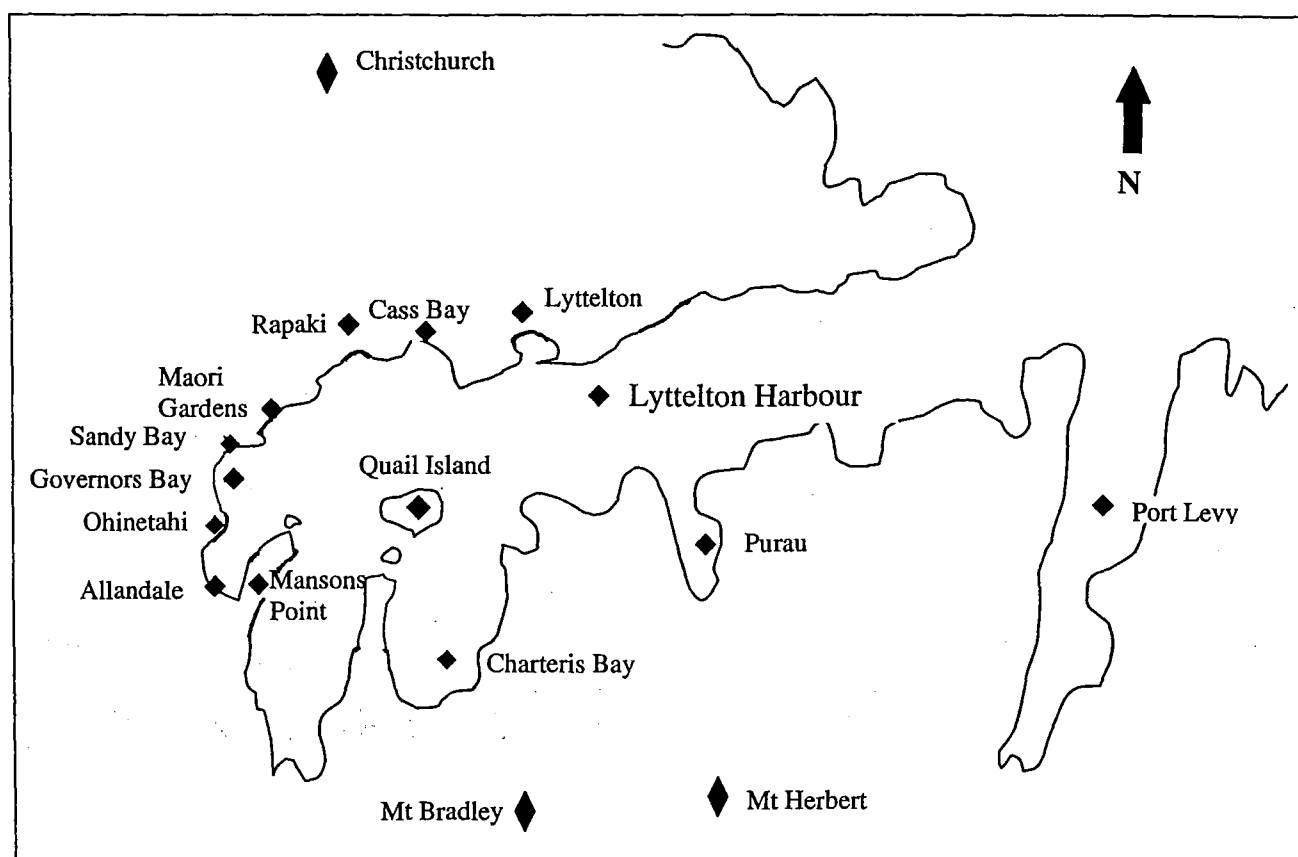 Christchurch
N
Lyttelton
Cass Bay
Rapaki
Maori
Gardens
Lyttelton Harbour
Sandy Bay
Quail Island
Governors Bay
Port Levy
Ohinetahi
Purau
Allandale
Mansons
Point
Charteris Bay
Mt Bradley
Mt Herbert